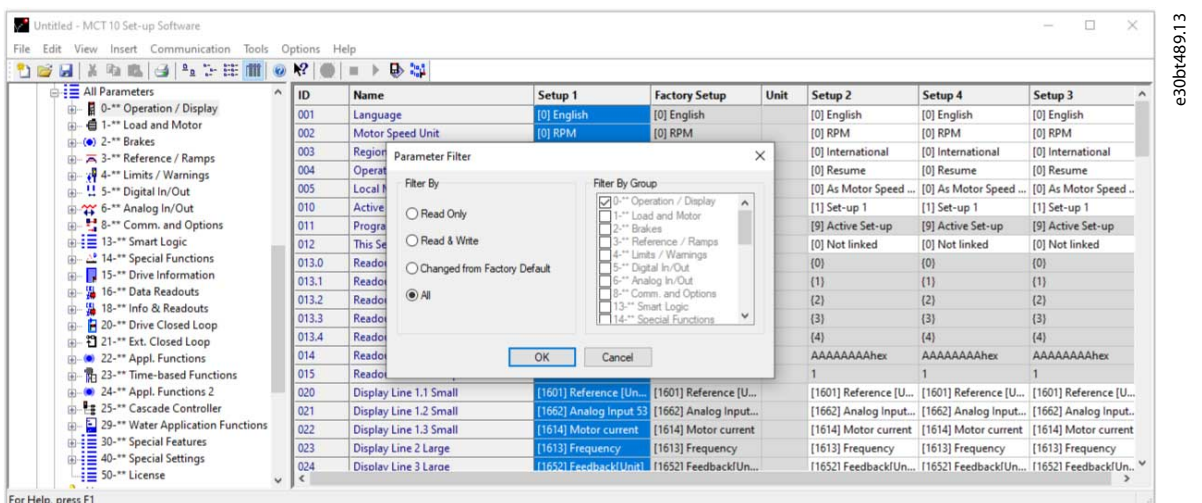 Untitled - MCT 10 Set-up Software
File Edit View Insert Communication Tools Options Help
All Parameters
0-** Operation / Display
1-** Load and Motor
2-** Brakes
3-** Reference / Ramps
4-** Limits / Warnings
5-** Digital In/Out
6-** Analog In/Out
8-** Comm. and Options
13-** Smart Logic
14-** Special Functions
15-** Drive Information
16-** Data Readouts
18-** Info & Readouts
20-** Drive Closed Loop
21-** Ext. Closed Loop
22-** Appl. Functions
23-** Time-based Functions
24-** Appl. Functions 2
25-** Cascade Controller
29-** Water Application Functions
30-** Special Features
40-** Special Settings
50-** License
ID Name Setup 1 Factory Setup Unit Setup 2 Setup 4 Setup 3
001 Language [0] English [0] English [0] English [0] English [0] English
002 Motor Speed Unit [0] RPM [0] RPM [0] RPM [0] RPM [0] RPM
003 Region [0] International [0] International [0] International
004 Operat [0] Resume [0] Resume [0] Resume
005 Local [0] As Motor Speed ... [0] As Motor Speed ... [0] As Motor Speed ..
010 Active [1] Set-up 1 [1] Set-up 1 [1] Set-up 1
011 Progra [9] Active Set-up [9] Active Set-up [9] Active Set-up
012 This Se [0] Not linked [0] Not linked [0] Not linked
013.0 Readou {0} {0} {0}
013.1 Readou {1} {1} {1}
013.2 Readou {2} {2} {2}
013.3 Readou {3} {3} {3}
013.4 Readou {4} {4} {4}
014 Readou AAAAAAAAhex AAAAAAAAhex AAAAAAAAhex
015 Readou 1 1 1
020 Display Line 1.1 Small [1601] Reference [Un... [1601] Reference [U... [1601] Reference [U... [1601] Reference [U... [1601] Reference [U...
021 Display Line 1.2 Small [1662] Analog Input 53 [1662] Analog Input... [1662] Analog Input... [1662] Analog Input... [1662] Analog Input..
022 Display Line 1.3 Small [1614] Motor current [1614] Motor current [1614] Motor current [1614] Motor current [1614] Motor current
023 Display Line 2 Large [1613] Frequency [1613] Frequency [1613] Frequency [1613] Frequency [1613] Frequency
024 Display Line 3 Large [1652] Feedback[Unit] [1652] Feedback[Un... [1652] Feedback[Un... [1652] Feedback[Un... [1652] Feedback[Un..
Parameter Filter
Filter By
Read Only
Read & Write
Changed from Factory Default
All
Filter By Group
0-** Operation / Display
1-** Load and Motor
2-** Brakes
3-** Reference / Ramps
4-** Limits / Warnings
5-** Digital In/Out
6-** Analog In/Out
8-** Comm. and Options
13-** Smart Logic
14-** Special Functions
OK Cancel
For Help, press F1
e30bt489.13